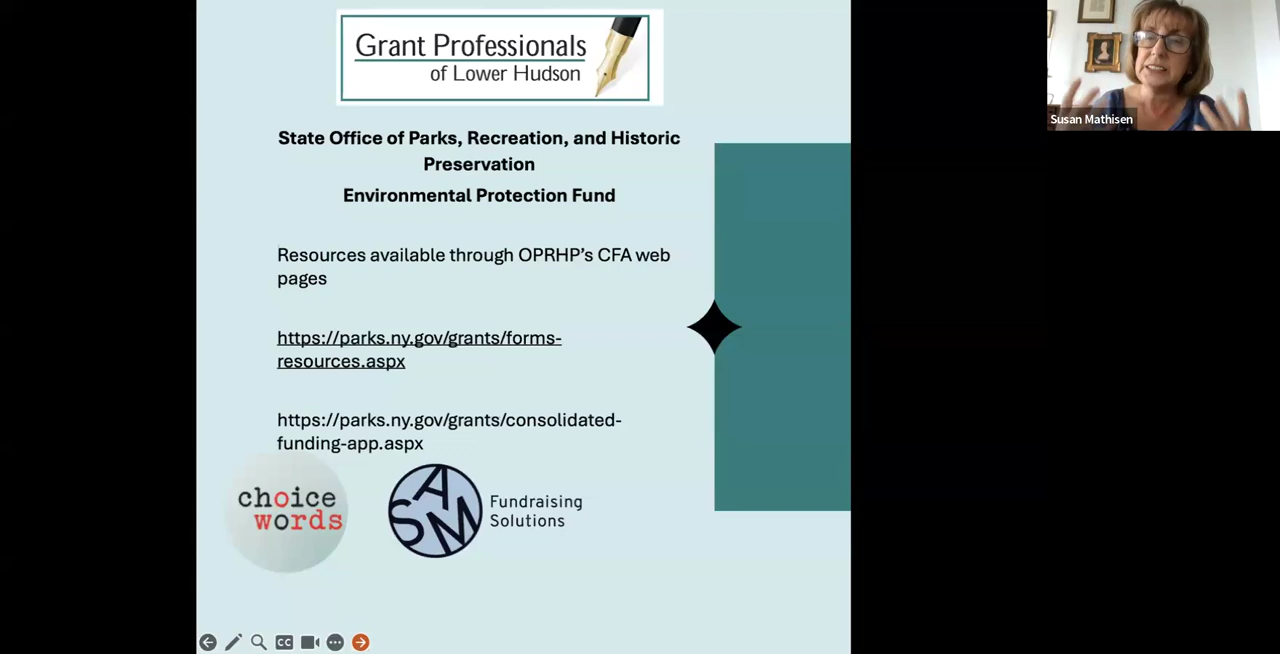 Grant Professionals
of Lower Hudson
Susan Mathisen
State Office of Parks, Recreation, and Historic
Preservation
Environmental Protection Fund
Resources available through OPRHP’s CFA web
pages
https://parks.ny.gov/grants/forms-
resources.aspx
https://parks.ny.gov/grants/consolidated-
funding-app.aspx
choice
words
SAM
Fundraising
Solutions
CC